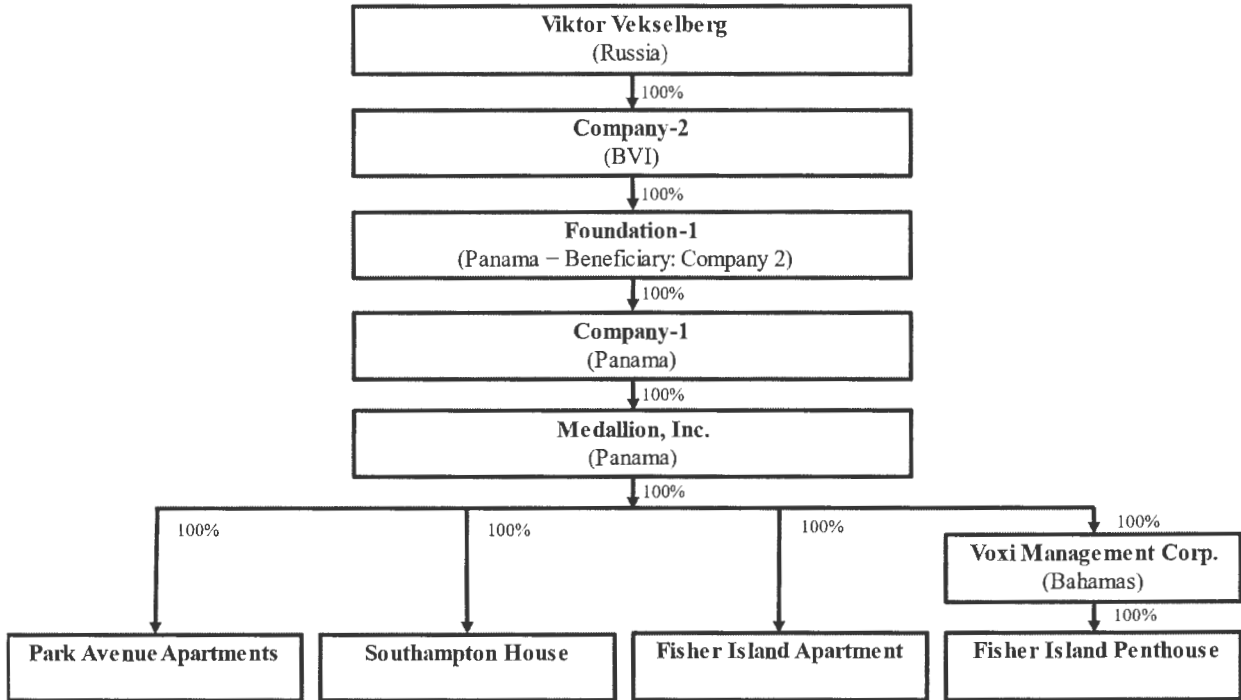 Viktor Vekselberg
(Russia)
100%
Company-2
(BVI)
100%
Foundation-1
(Panama − Beneficiary: Company 2)
100%
Company-1
(Panama)
100%
Medallion, Inc.
(Panama)
100%
100%
100%
100%
100%
Voxi Management Corp.
(Bahamas)
100%
Park Avenue Apartments
Southampton House
Fisher Island Apartment
Fisher Island Penthouse